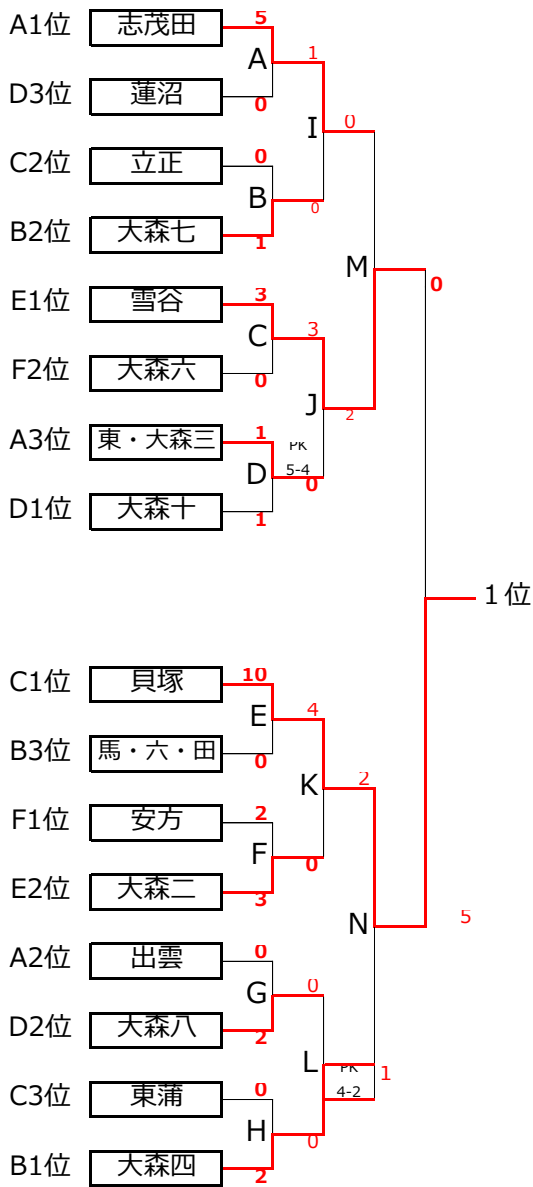 A1位 志茂田 5
A 1
D3位 蓮沼 0
I 0
C2位 立正 0
B 0
B2位 大森七 1
M 0
E1位 雪谷 3
C 3
F2位 大森六 0
J 2
A3位 東・大森三 1 PK
D 5-4 0
D1位 大森十 1
１位
C1位 貝塚 10
E 4
B3位 馬・六・田 0
K 2
F1位 安方 2
F 0
E2位 大森二 3
N 5
A2位 出雲 0
G 0
D2位 大森八 2
L PK 1
C3位 東蒲 0 4-2
H 0
B1位 大森四 2